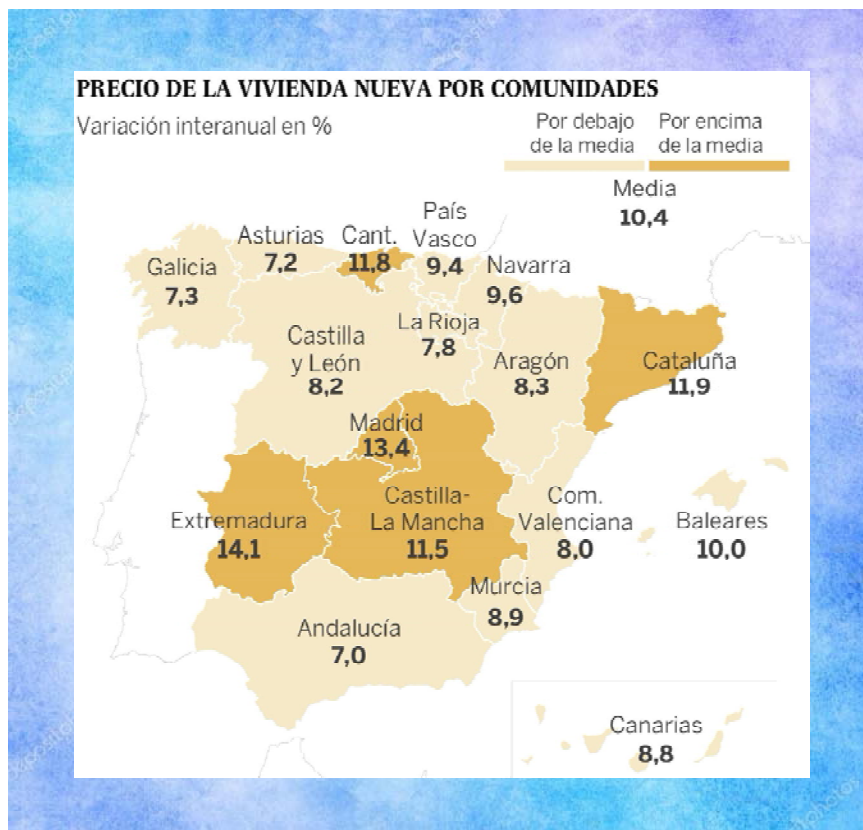 PRECIO DE LA VIVIENDA NUEVA POR COMUNIDADES
Variación interanual en %
Por debajo
de la media
Por encima
de la media
Media
10,4
País
Vasco
9,4
Asturias
7,2
Cant.
11,8
Galicia
7,3
Navarra
9,6
La Rioja
7,8
Castilla
y León
8,2
Aragón
8,3
Cataluña
11,9
Madrid
13,4
Extremadura
14,1
Castilla-
La Mancha
11,5
Com.
Valenciana
8,0
Baleares
10,0
Murcia
8,9
Andalucía
7,0
Canarias
8,8